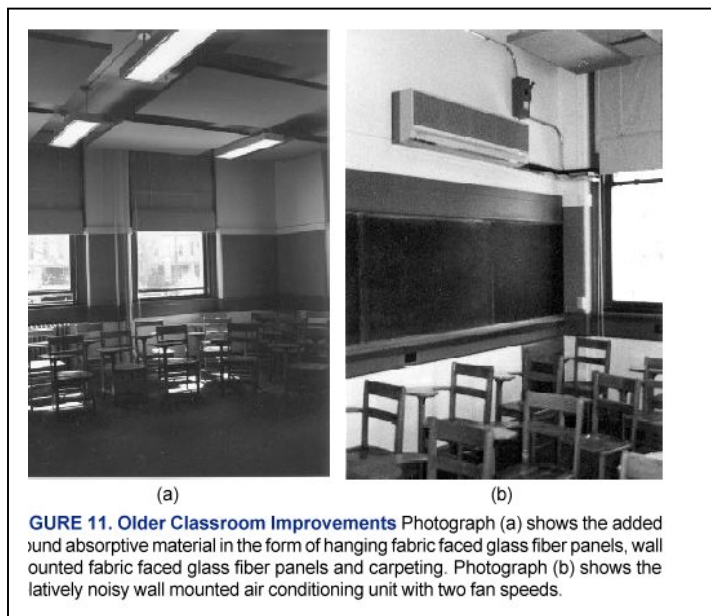 (a) (b)
GURE 11. Older Classroom Improvements Photograph (a) shows the added
ound absorptive material in the form of hanging fabric faced glass fiber panels, wall
ounted fabric faced glass fiber panels and carpeting. Photograph (b) shows the
latively noisy wall mounted air conditioning unit with two fan speeds.